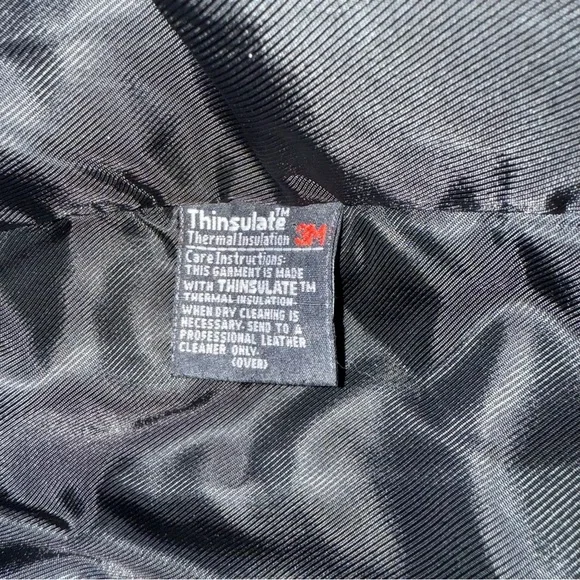 Thinsulate™
Thermal Insulation 3M
Care Instructions:
THIS GARMENT IS MADE
WITH THINSULATE™
THERMAL INSULATION.
WHEN DRY CLEANING IS
NECESSARY. SEND TO A
PROFESSIONAL LEATHER
CLEANER ONLY.
(OVER)